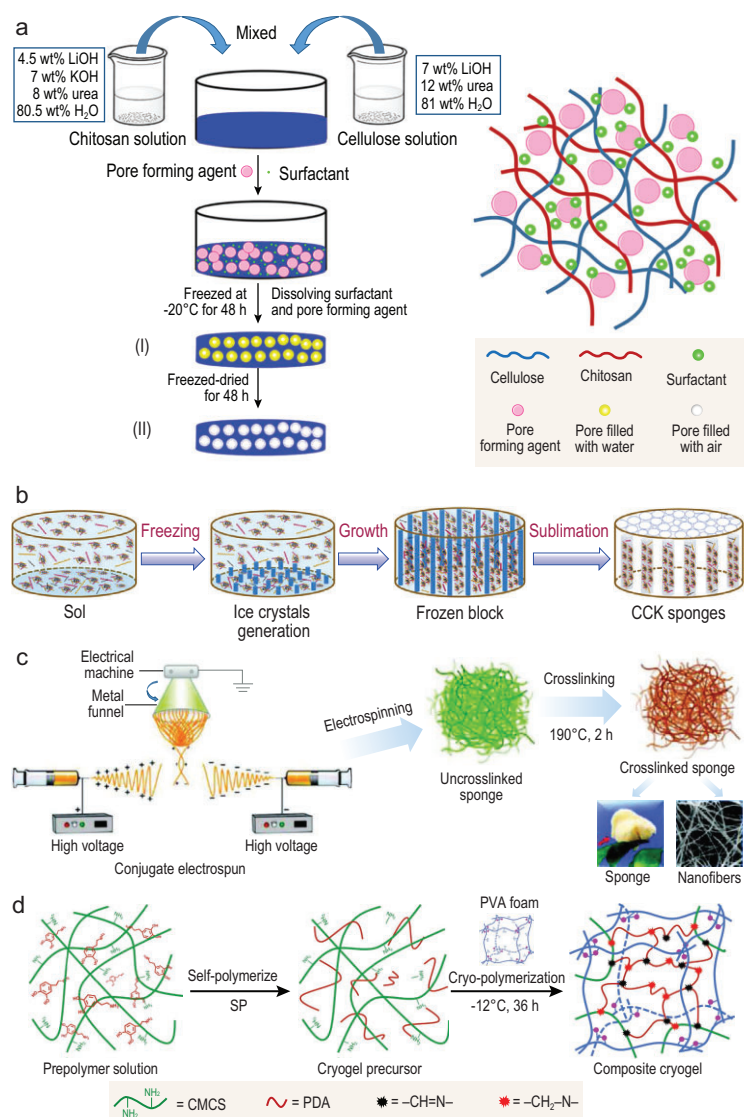 a
Mixed
4.5 wt% LiOH
7 wt% KOH
8 wt% urea
80.5 wt% H₂O
7 wt% LiOH
12 wt% urea
81 wt% H₂O
Chitosan solution
Cellulose solution
Pore forming agent
Surfactant
Freezed at
-20°C for 48 h
Dissolving surfactant
and pore forming agent
(I)
Freezed-dried
for 48 h
(II)
Cellulose
Chitosan
Surfactant
Pore
forming agent
Pore filled
with water
Pore filled
with air
b
Freezing
Growth
Sublimation
Sol
Ice crystals
generation
Frozen block
CCK sponges
c
Electrical
machine
Metal
funnel
High voltage
High voltage
Conjugate electrospun
Electrospinning
Uncrosslinked
sponge
Crosslinking
190°C, 2 h
Crosslinked sponge
Sponge
Nanofibers
d
Self-polymerize
SP
PVA foam
Cryo-polymerization
-12°C, 36 h
Prepolymer solution
Cryogel precursor
Composite cryogel
NH₂
NH₂
= CMCS
= PDA
= –CH=N–
= –CH₂–N–